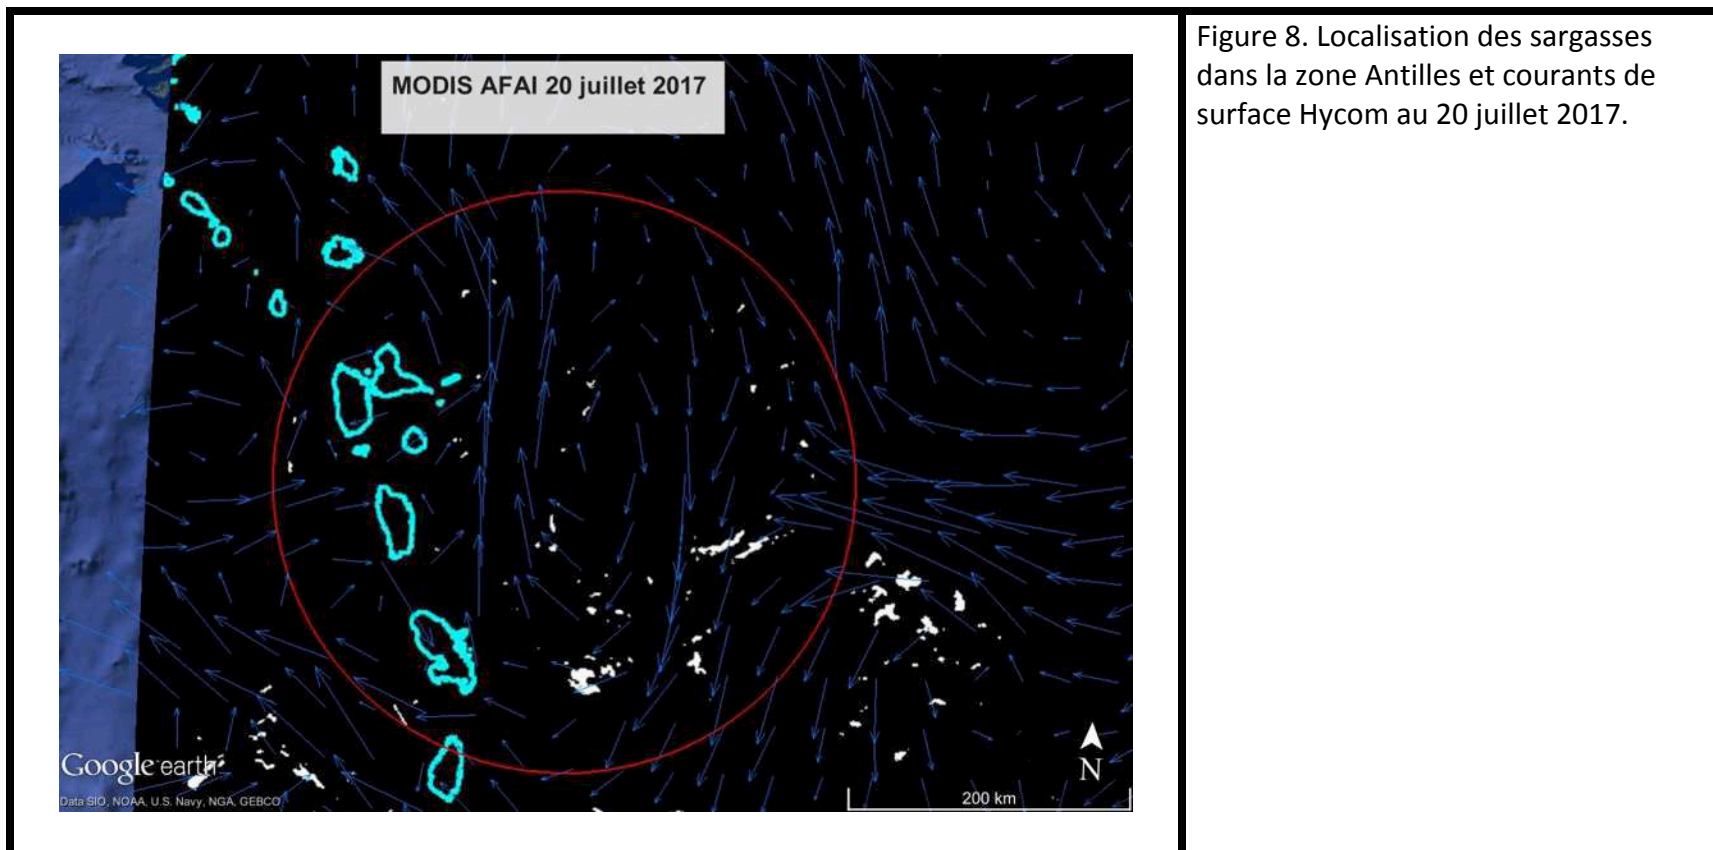 MODIS AFAI 20 juillet 2017
Google earth
Data SIO, NOAA, U.S. Navy, NGA, GEBCO
N
200 km
Figure 8. Localisation des sargasses
dans la zone Antilles et courants de
surface Hycom au 20 juillet 2017.